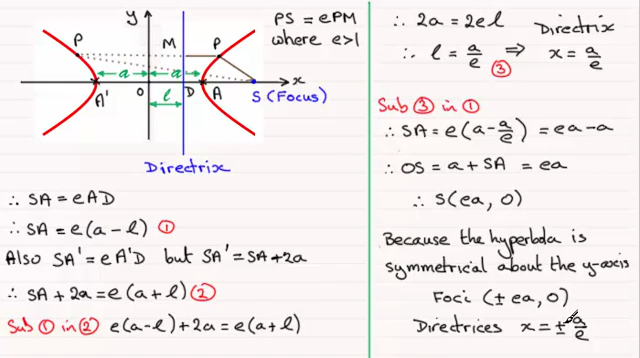 y
PS = ePM
where e>1
P
M
P
a
a
x
A'
O
D
A
S (Focus)
l
Directrix
∴ SA = eAD
∴ SA = e(a-l) ①
Also SA' = eA'D but SA' = SA+2a
∴ SA + 2a = e(a+l) ②
Sub ① in ② e(a-l)+2a = e(a+l)
∴ 2a = 2el
Directrix
∴ l = a/e ⇒ x = a/e
③
Sub ③ in ①
∴ SA = e(a-a/e) = ea-a
∴ OS = a + SA = ea
∴ S(ea, 0)
Because the hyperbola is
symmetrical about the y-axis
Foci (± ea, 0)
Directrices x = ± a/e